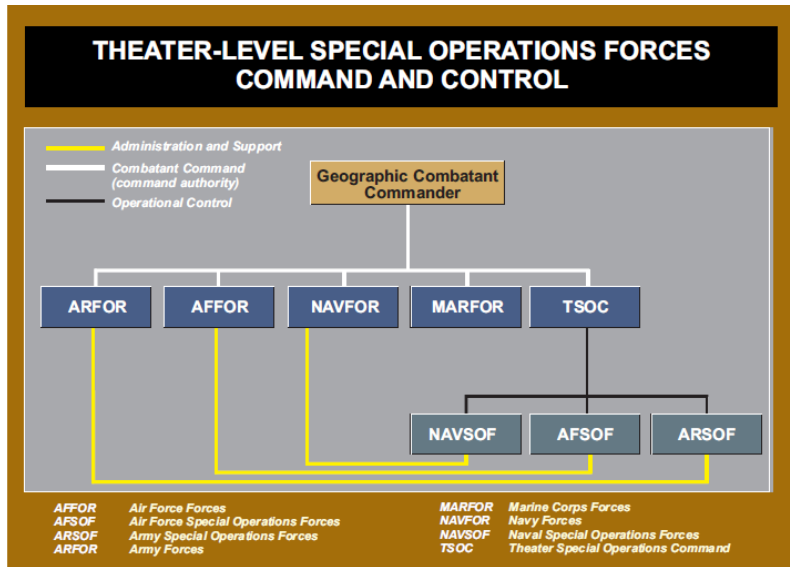 THEATER-LEVEL SPECIAL OPERATIONS FORCES
COMMAND AND CONTROL
Administration and Support
Combatant Command
(command authority)
Operational Control
Geographic Combatant
Commander
ARFOR
AFFOR
NAVFOR
MARFOR
TSOC
NAVSOF
AFSOF
ARSOF
AFFOR Air Force Forces
AFSOF Air Force Special Operations Forces
ARSOF Army Special Operations Forces
ARFOR Army Forces
MARFOR Marine Corps Forces
NAVFOR Navy Forces
NAVSOF Naval Special Operations Forces
TSOC Theater Special Operations Command